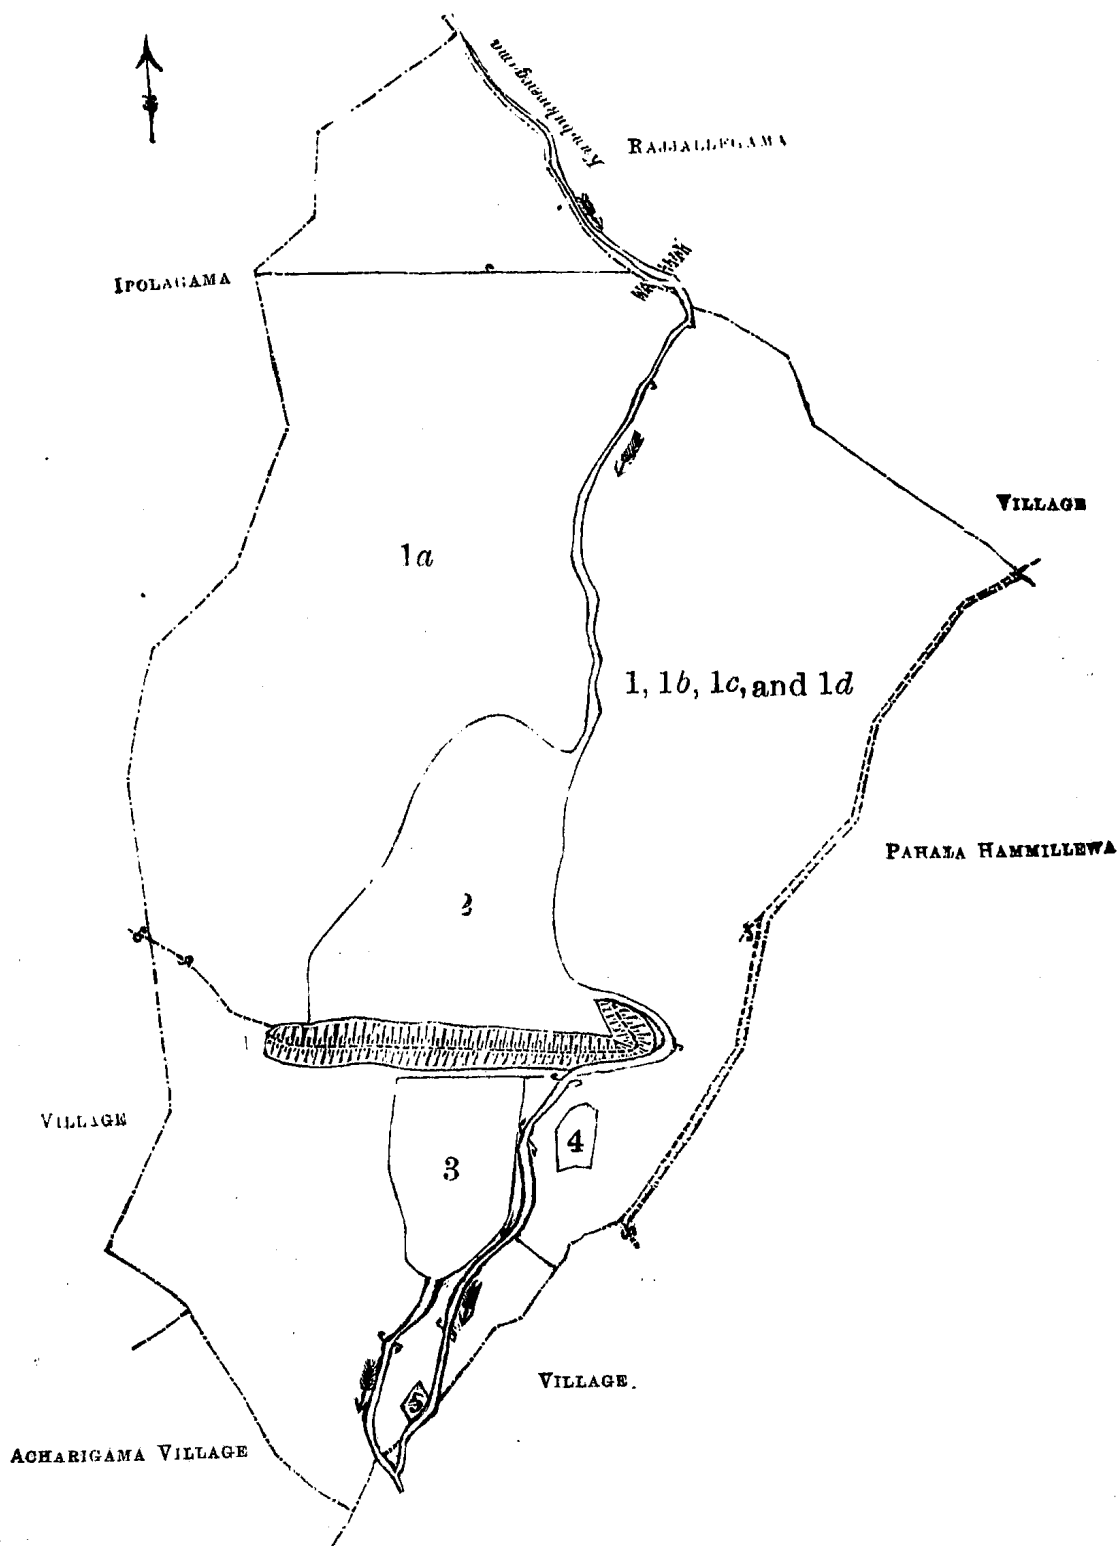 RAJJALLEGAMA
IPOLAGAMA
VILLAGE
1a
1, 1b, 1c, and 1d
PAHALA HAMMILLEWA
2
VILLAGE
4
3
VILLAGE.
5
ACHARIGAMA VILLAGE